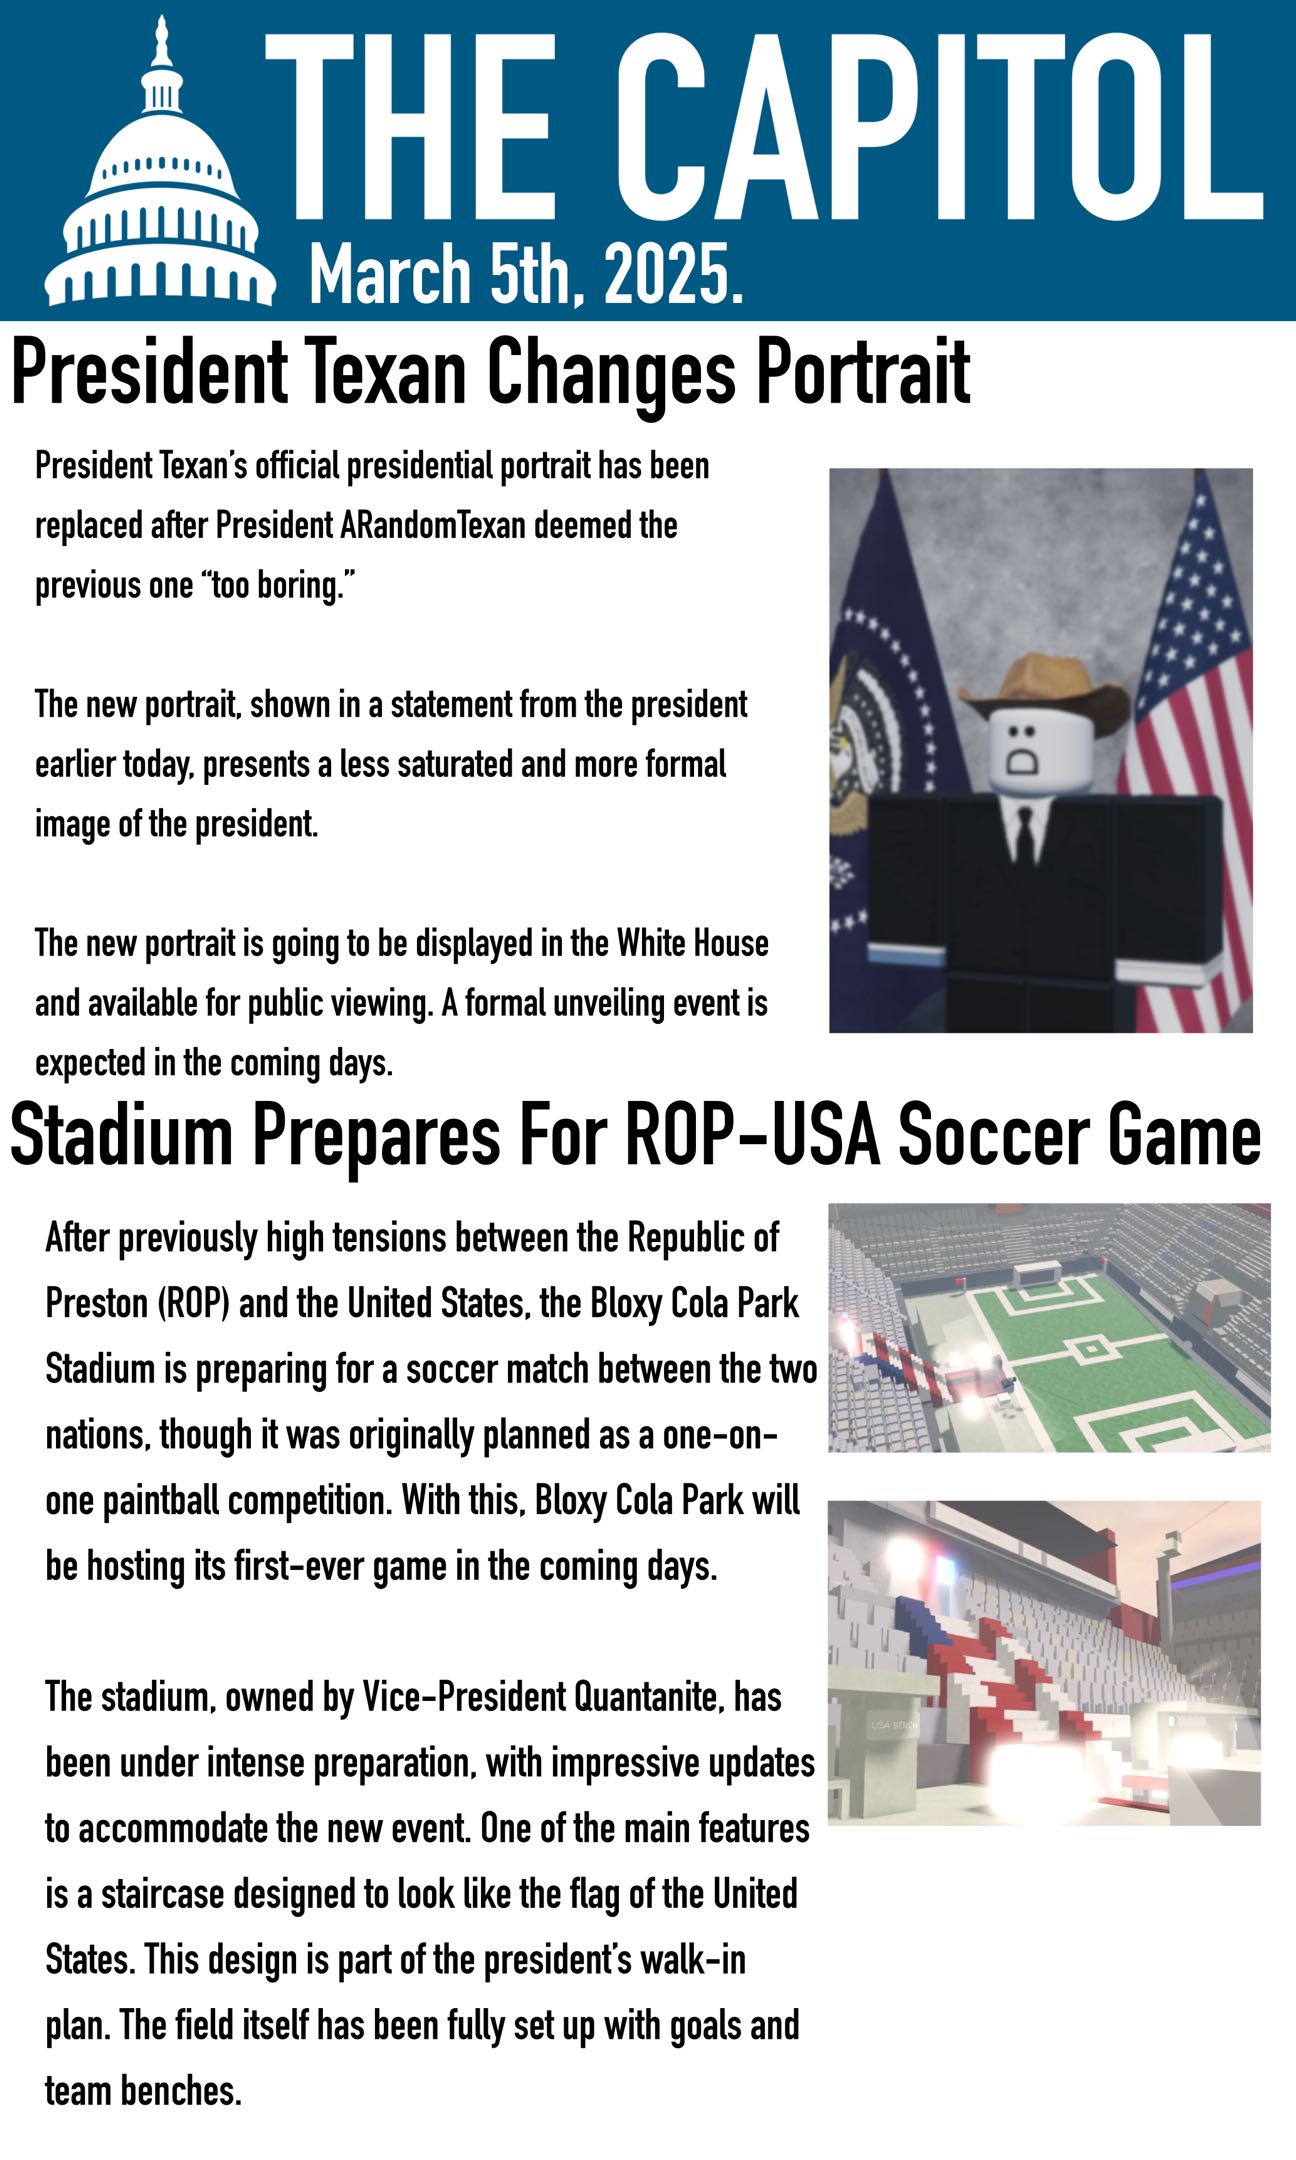 THE CAPITOL
March 5th, 2025.
President Texan Changes Portrait
President Texan’s official presidential portrait has been
replaced after President ARandomTexan deemed the
previous one “too boring.”
The new portrait, shown in a statement from the president
earlier today, presents a less saturated and more formal
image of the president.
The new portrait is going to be displayed in the White House
and available for public viewing. A formal unveiling event is
expected in the coming days.
Stadium Prepares For ROP-USA Soccer Game
After previously high tensions between the Republic of
Preston (ROP) and the United States, the Bloxy Cola Park
Stadium is preparing for a soccer match between the two
nations, though it was originally planned as a one-on-
one paintball competition. With this, Bloxy Cola Park will
be hosting its first-ever game in the coming days.
The stadium, owned by Vice-President Quantanite, has
been under intense preparation, with impressive updates
to accommodate the new event. One of the main features
is a staircase designed to look like the flag of the United
States. This design is part of the president’s walk-in
plan. The field itself has been fully set up with goals and
team benches.
USA BENCH